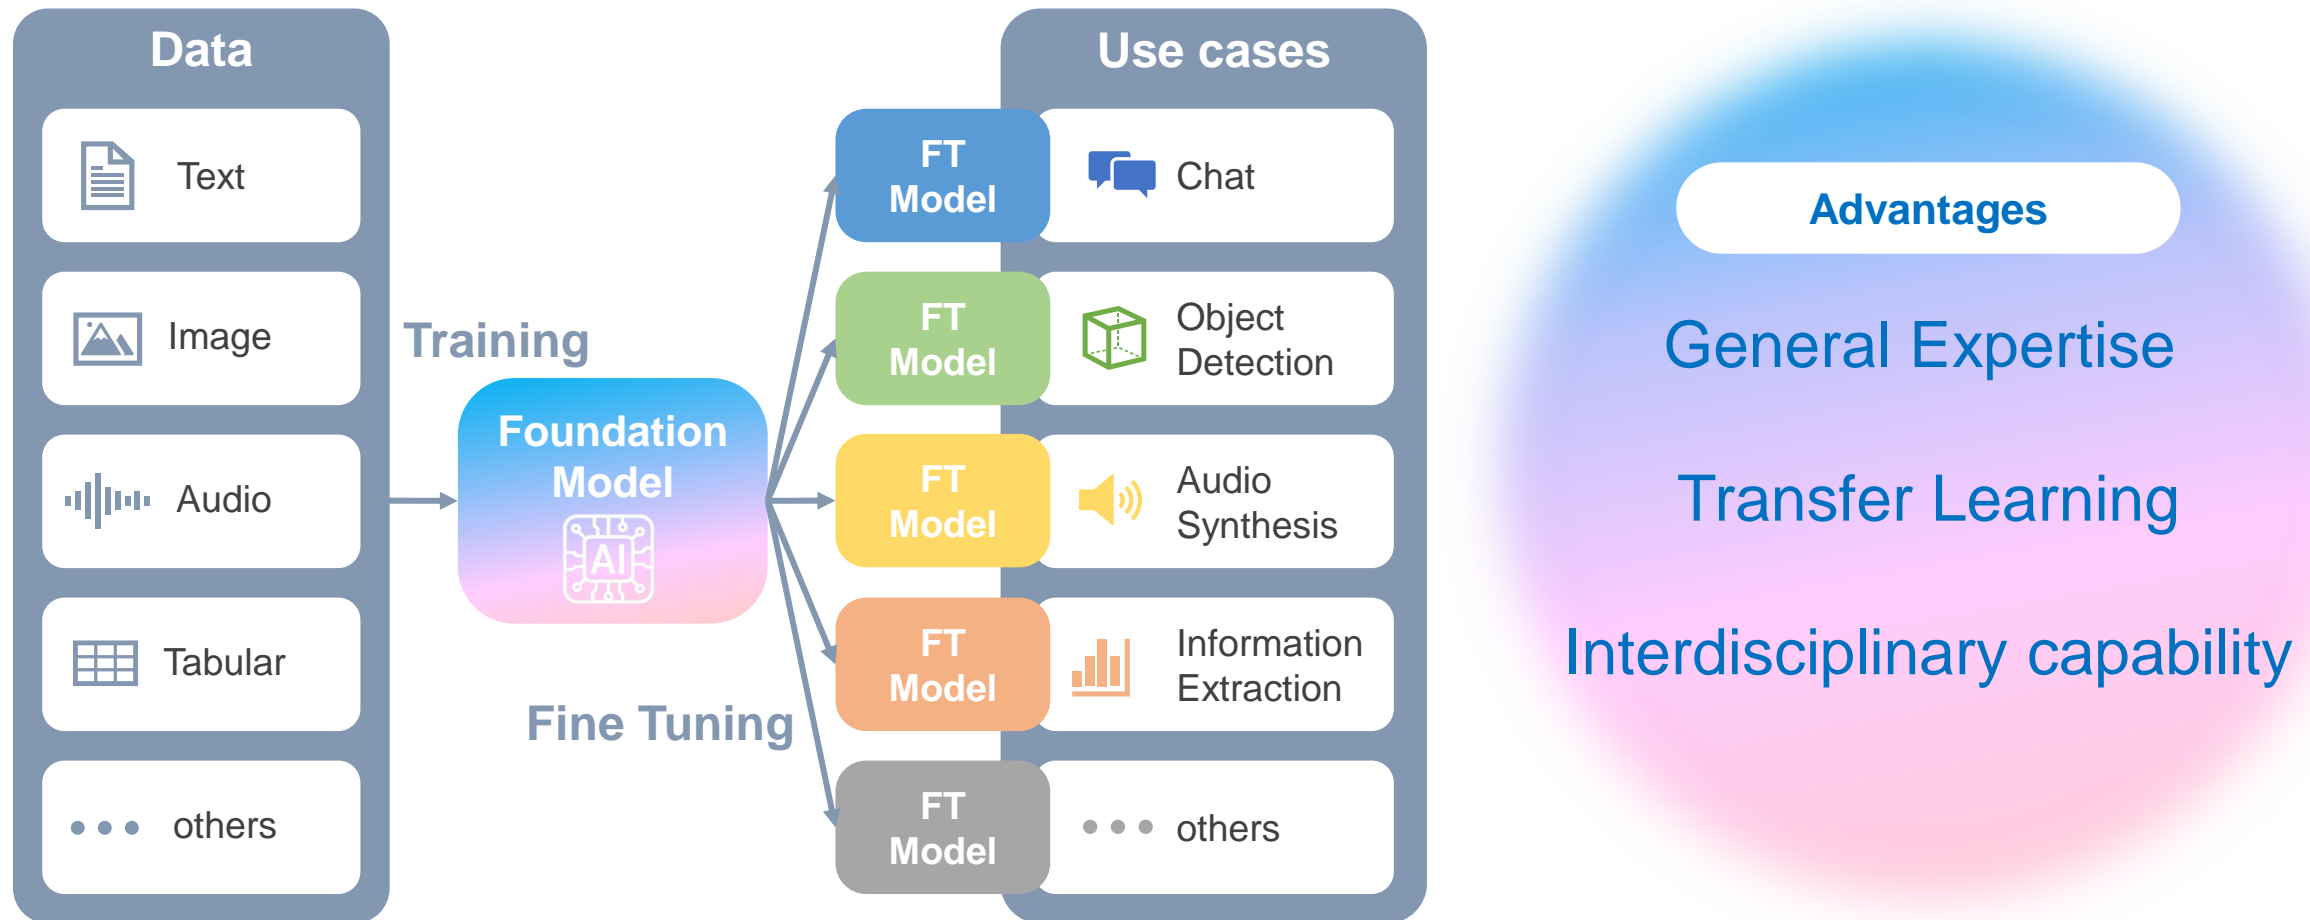 Data
Text
Image
Audio
Tabular
others
Training
Foundation
Model
AI
Fine Tuning
Use cases
FT
Model
Chat
FT
Model
Object
Detection
FT
Model
Audio
Synthesis
FT
Model
Information
Extraction
FT
Model
others
Advantages
General Expertise
Transfer Learning
Interdisciplinary capability